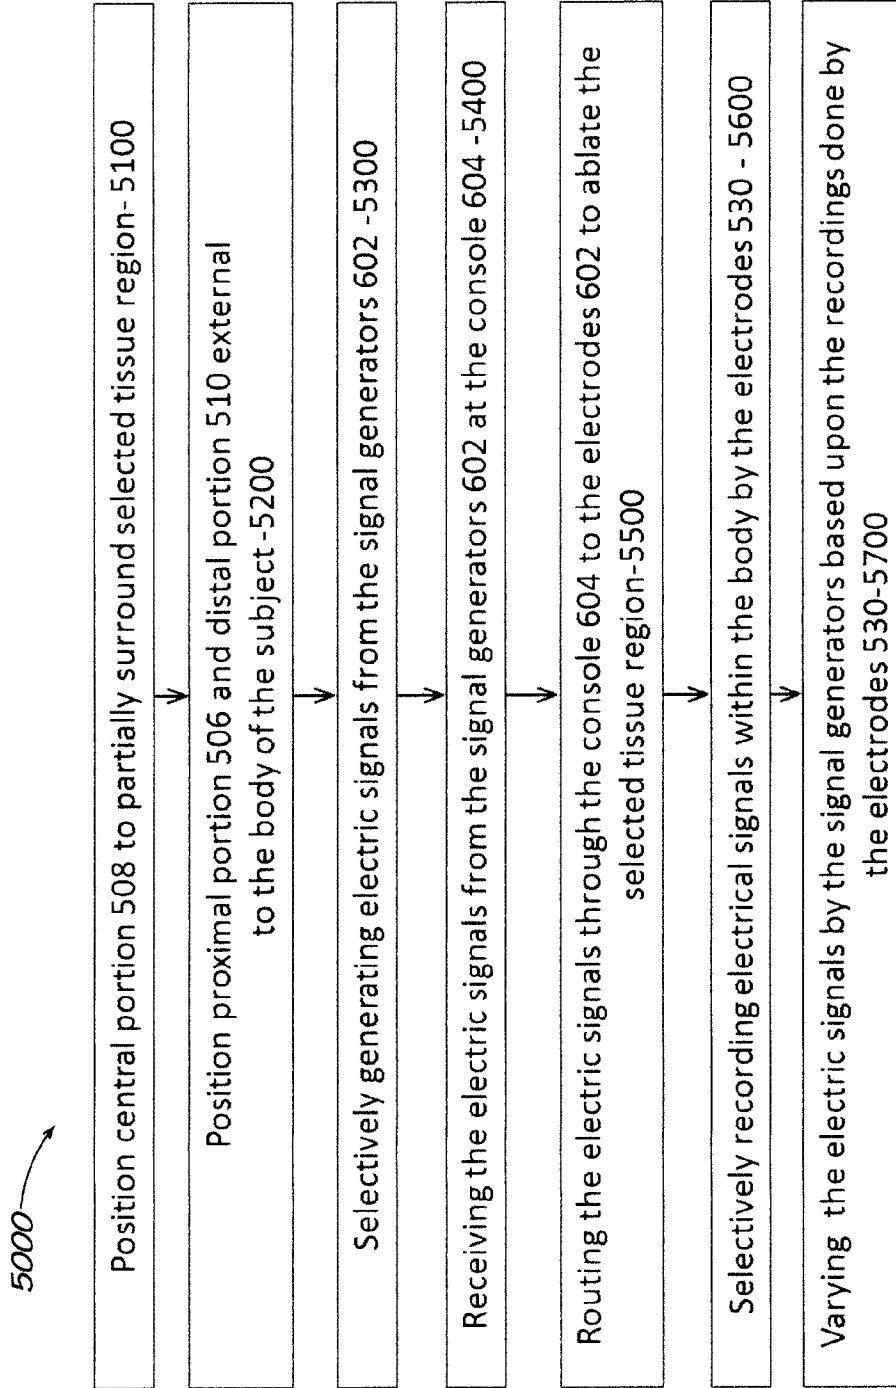 5000
Position central portion 508 to partially surround selected tissue region- 5100
Position proximal portion 506 and distal portion 510 external
to the body of the subject -5200
Selectively generating electric signals from the signal generators 602 -5300
Receiving the electric signals from the signal generators 602 at the console 604 -5400
Routing the electric signals through the console 604 to the electrodes 602 to ablate the
selected tissue region-5500
Selectively recording electrical signals within the body by the electrodes 530 - 5600
Varying the electric signals by the signal generators based upon the recordings done by
the electrodes 530-5700